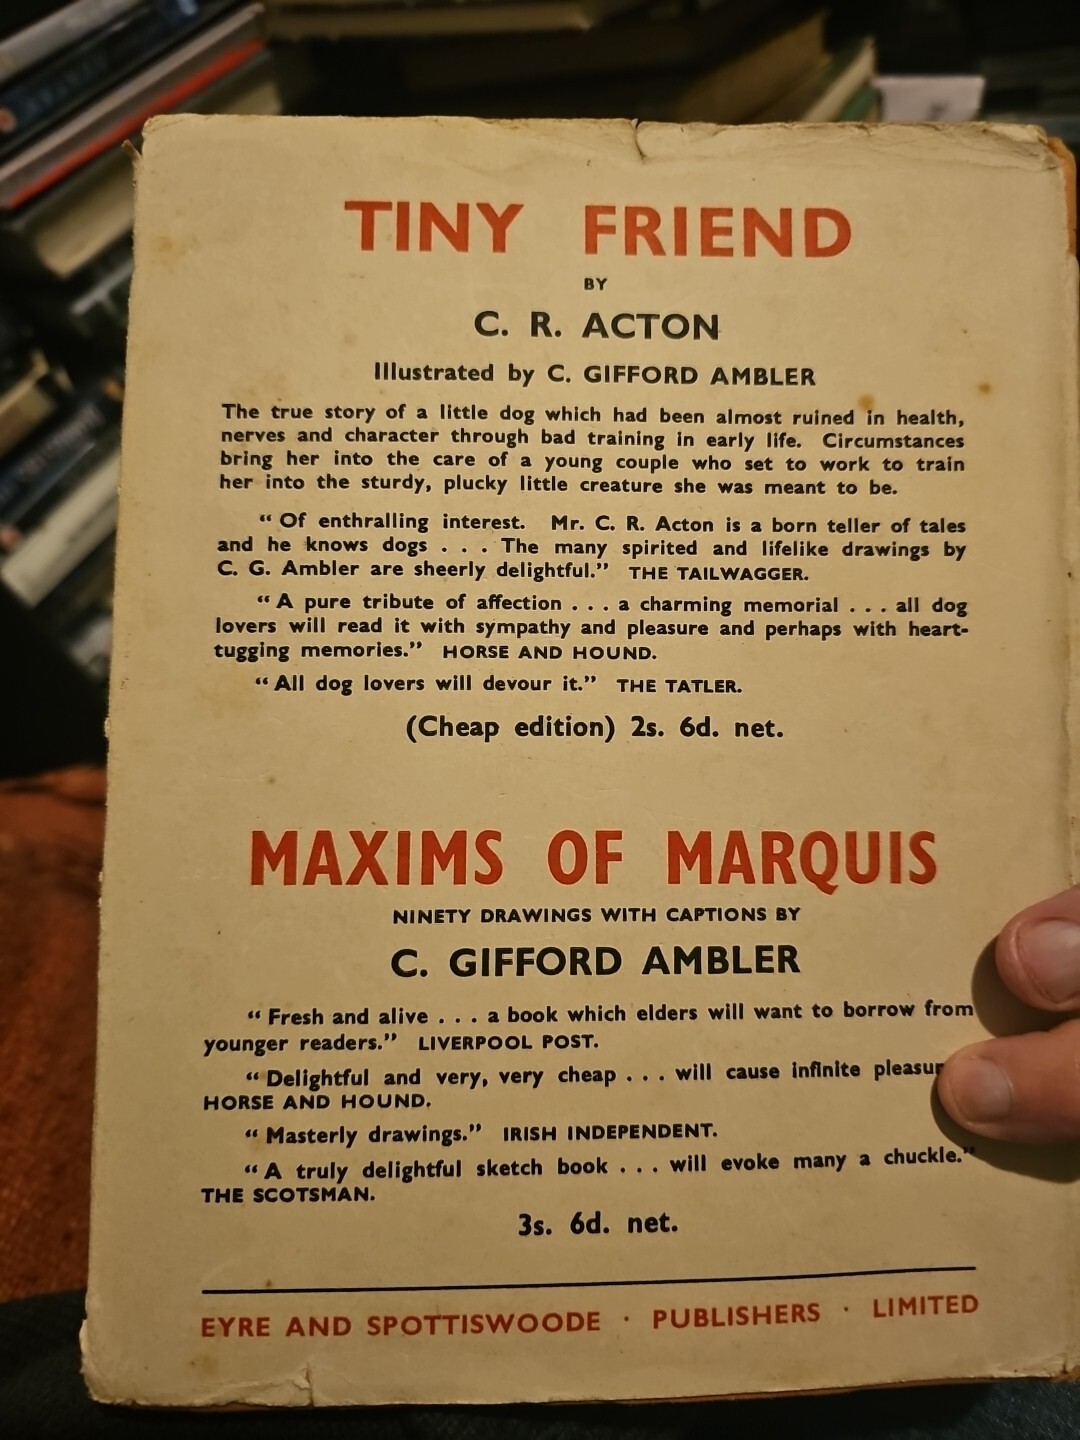 TINY FRIEND
BY
C. R. ACTON
Illustrated by C. GIFFORD AMBLER
The true story of a little dog which had been almost ruined in health,
nerves and character through bad training in early life. Circumstances
bring her into the care of a young couple who set to work to train
her into the sturdy, plucky little creature she was meant to be.
“ Of enthralling interest. Mr. C. R. Acton is a born teller of tales
and he knows dogs . . . The many spirited and lifelike drawings by
C. G. Ambler are sheerly delightful.” THE TAILWAGGER.
“ A pure tribute of affection . . . a charming memorial . . . all dog
lovers will read it with sympathy and pleasure and perhaps with heart-
tugging memories.” HORSE AND HOUND.
“ All dog lovers will devour it.” THE TATLER.
(Cheap edition) 2s. 6d. net.
MAXIMS OF MARQUIS
NINETY DRAWINGS WITH CAPTIONS BY
C. GIFFORD AMBLER
“ Fresh and alive . . . a book which elders will want to borrow from
younger readers.” LIVERPOOL POST.
“ Delightful and very, very cheap . . . will cause infinite
HORSE AND HOUND.
“ Masterly drawings.” IRISH INDEPENDENT.
“ A truly delightful sketch book . . . will evoke many a chuckle.”
THE SCOTSMAN.
3s. 6d. net.
EYRE AND SPOTTISWOODE · PUBLISHERS · LIMITED